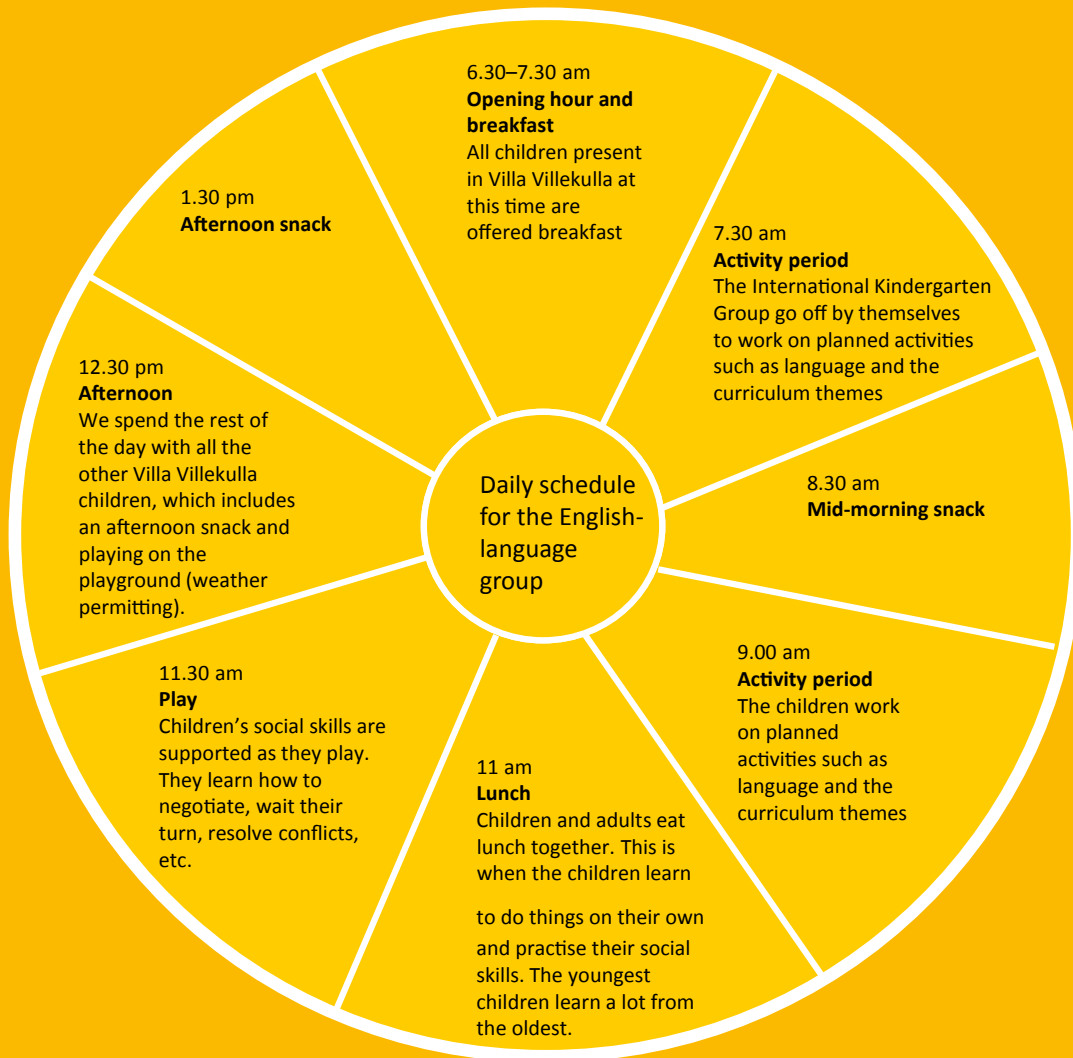 6.30–7.30 am
Opening hour and
breakfast
All children present
in Villa Villekulla at
this time are
offered breakfast
7.30 am
Activity period
The International Kindergarten
Group go off by themselves
to work on planned activities
such as language and the
curriculum themes
8.30 am
Mid-morning snack
9.00 am
Activity period
The children work
on planned
activities such as
language and the
curriculum themes
11 am
Lunch
Children and adults eat
lunch together. This is
when the children learn
to do things on their own
and practise their social
skills. The youngest
children learn a lot from
the oldest.
11.30 am
Play
Children’s social skills are
supported as they play.
They learn how to
negotiate, wait their
turn, resolve conflicts,
etc.
12.30 pm
Afternoon
We spend the rest of
the day with all the
other Villa Villekulla
children, which includes
an afternoon snack and
playing on the
playground (weather
permitting).
1.30 pm
Afternoon snack
Daily schedule
for the English-
language
group